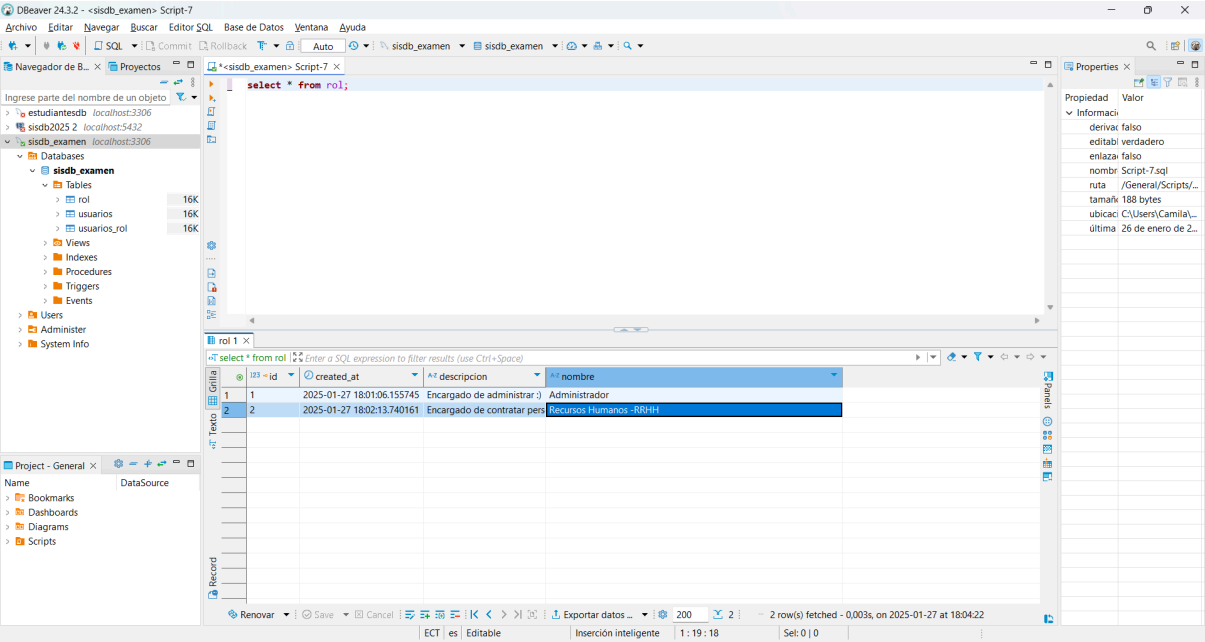 DBeaver 24.3.2 - <sisdb_examen> Script-7
Archivo Editar Navegar Buscar Editor SQL Base de Datos Ventana Ayuda
SQL Commit Rollback Auto sisdb_examen sisdb_examen
Navegador de B... Proyectos
*<sisdb_examen> Script-7
Properties
Ingrese parte del nombre de un objeto
estudiantesdb localhost:3306
sisdb2025 2 localhost:5432
sisdb_examen localhost:3306
Databases
sisdb_examen
Tables
rol 16K
usuarios 16K
usuarios_rol 16K
Views
Indexes
Procedures
Triggers
Events
Users
Administer
System Info
select * from rol;
Propiedad Valor
Informaci
derivad falso
editabl verdadero
enlaza falso
nombr Script-7.sql
ruta /General/Scripts/...
tamaño 188 bytes
ubicaci C:\Users\Camila\...
última 26 de enero de 2...
rol 1
select * from rol Enter a SQL expression to filter results (use Ctrl+Space)
Grilla
Texto
Record
123 id created_at A-Z descripcion A-Z nombre
1 1 2025-01-27 18:01:06.155745 Encargado de administrar :) Administrador
2 2 2025-01-27 18:02:13.740161 Encargado de contratar pers Recursos Humanos -RRHH
Panels
Project - General
Name DataSource
Bookmarks
Dashboards
Diagrams
Scripts
Renovar Save Cancel Exportar datos ... 200 2 2 row(s) fetched - 0,003s, on 2025-01-27 at 18:04:22
ECT es Editable Inserción inteligente 1 : 19 : 18 Sel: 0 | 0